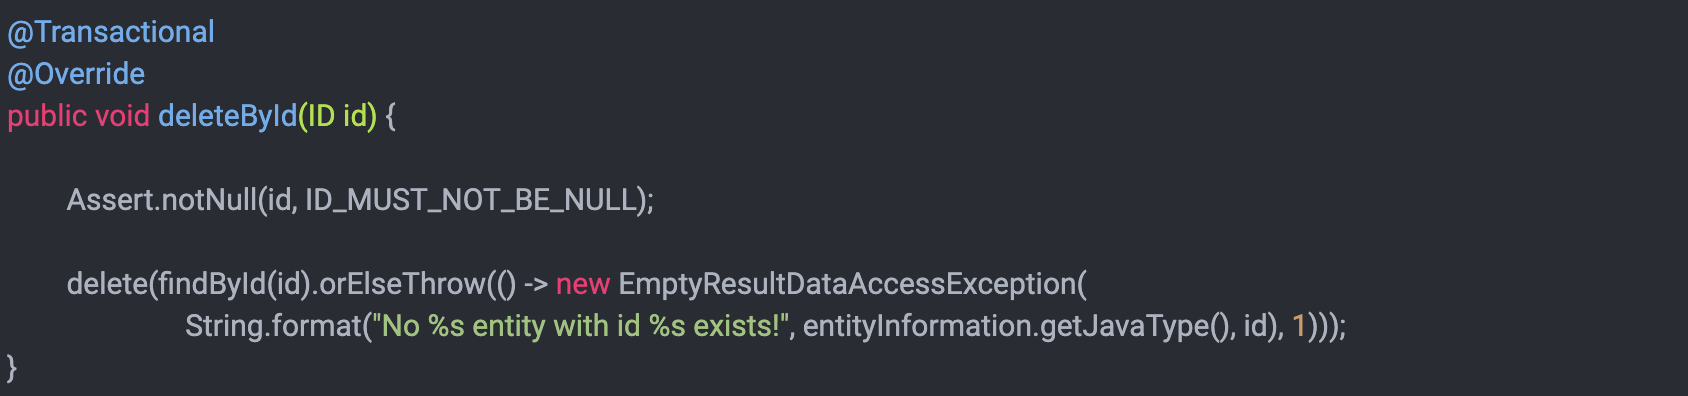 @Transactional
@Override
public void deleteById(ID id) {
Assert.notNull(id, ID_MUST_NOT_BE_NULL);
delete(findById(id).orElseThrow(() -> new EmptyResultDataAccessException(
String.format("No %s entity with id %s exists!", entityInformation.getJavaType(), id), 1)));
}